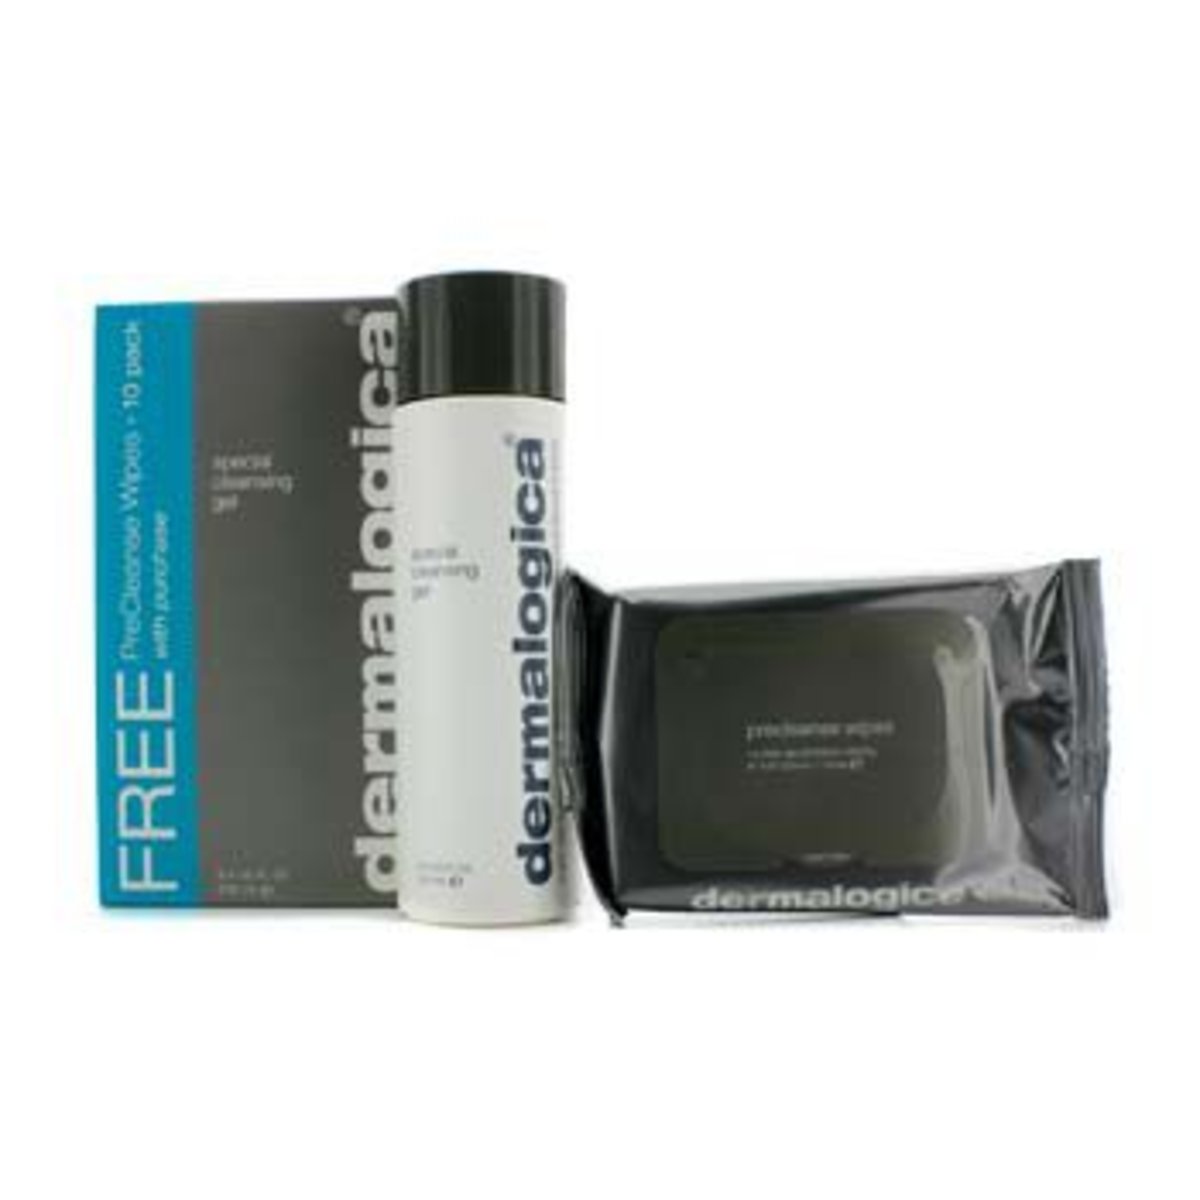 FREE
PreCleanse Wipes • 10 pack
with purchase
special
cleansing
gel
dermalogica
special
cleansing
gel
dermalogica
precleanse wipes
dermalogica